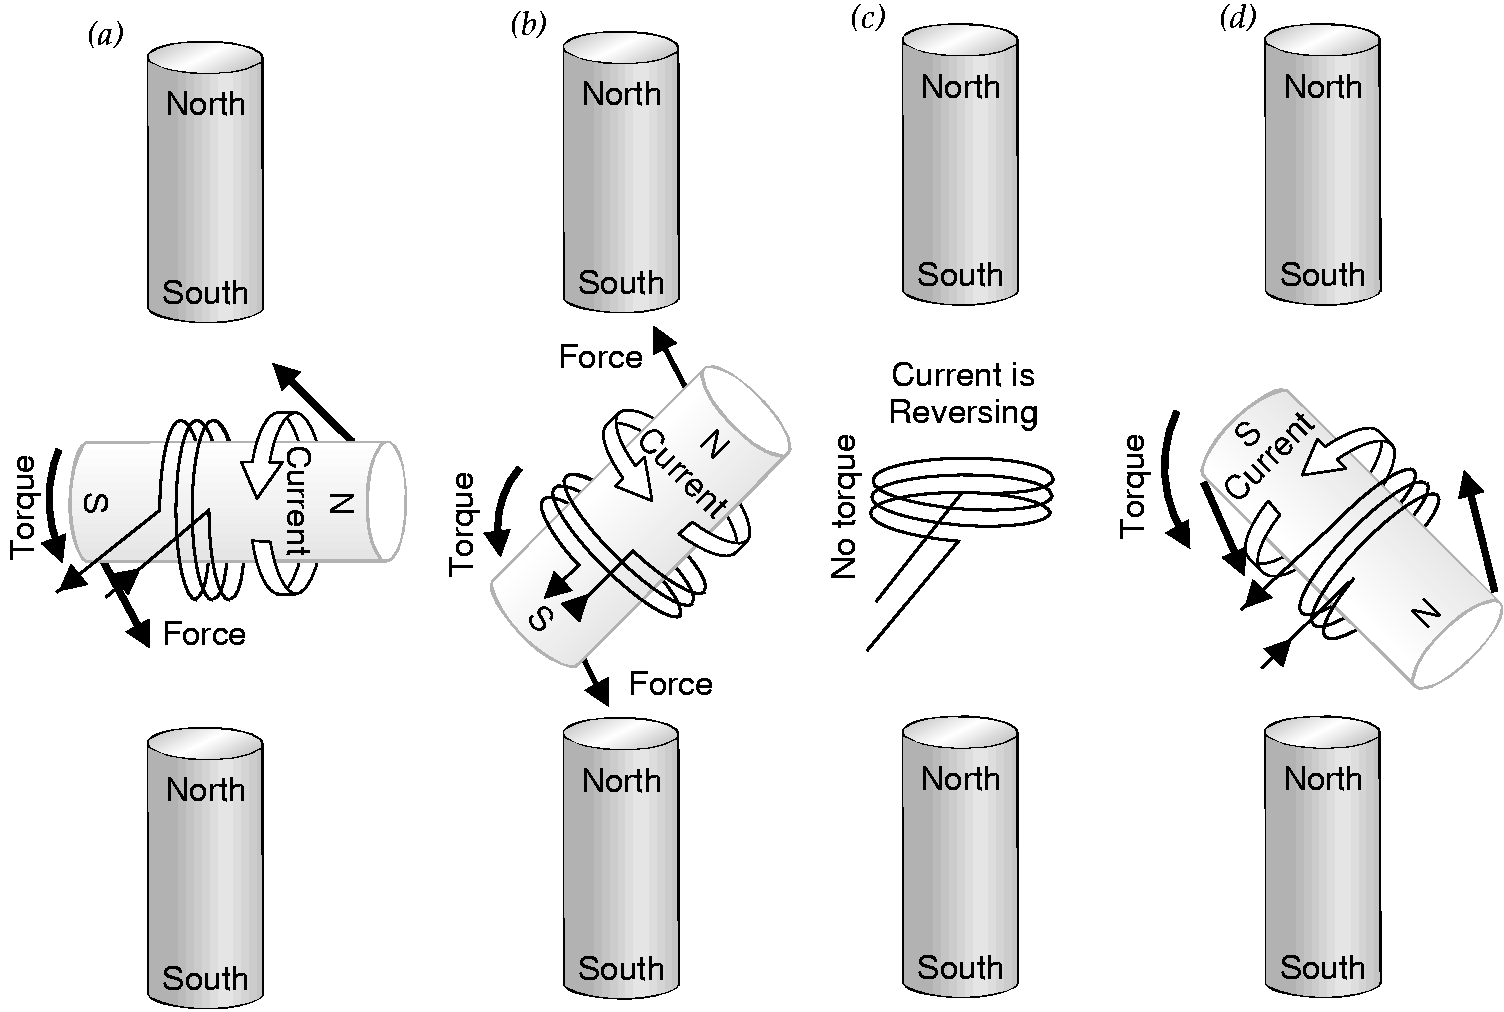 (a)
North
South
Torque
S
Current
N
Force
North
South
(b)
North
South
Force
N
Current
Torque
S
Force
North
South
(c)
North
South
Current is
Reversing
No torque
North
South
(d)
North
South
S
Current
Torque
N
North
South